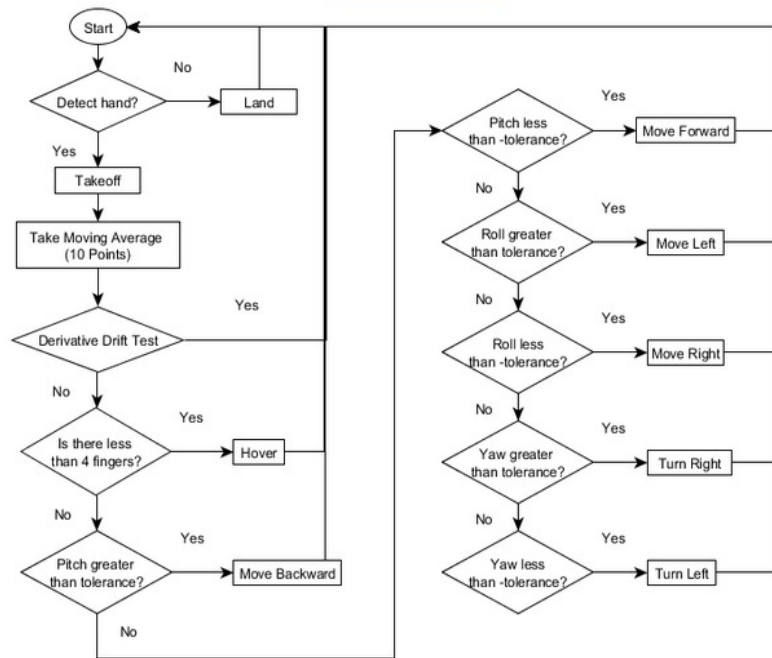 Start
No
Detect hand?
Land
Yes
Takeoff
Take Moving Average
(10 Points)
Yes
Derivative Drift Test
No
Yes
Is there less
than 4 fingers?
Hover
No
Yes
Pitch greater
than tolerance?
Move Backward
No
Yes
Pitch less
than -tolerance?
Move Forward
No
Yes
Roll greater
than tolerance?
Move Left
No
Yes
Roll less
than -tolerance?
Move Right
No
Yes
Yaw greater
than tolerance?
Turn Right
No
Yes
Yaw less
than -tolerance?
Turn Left